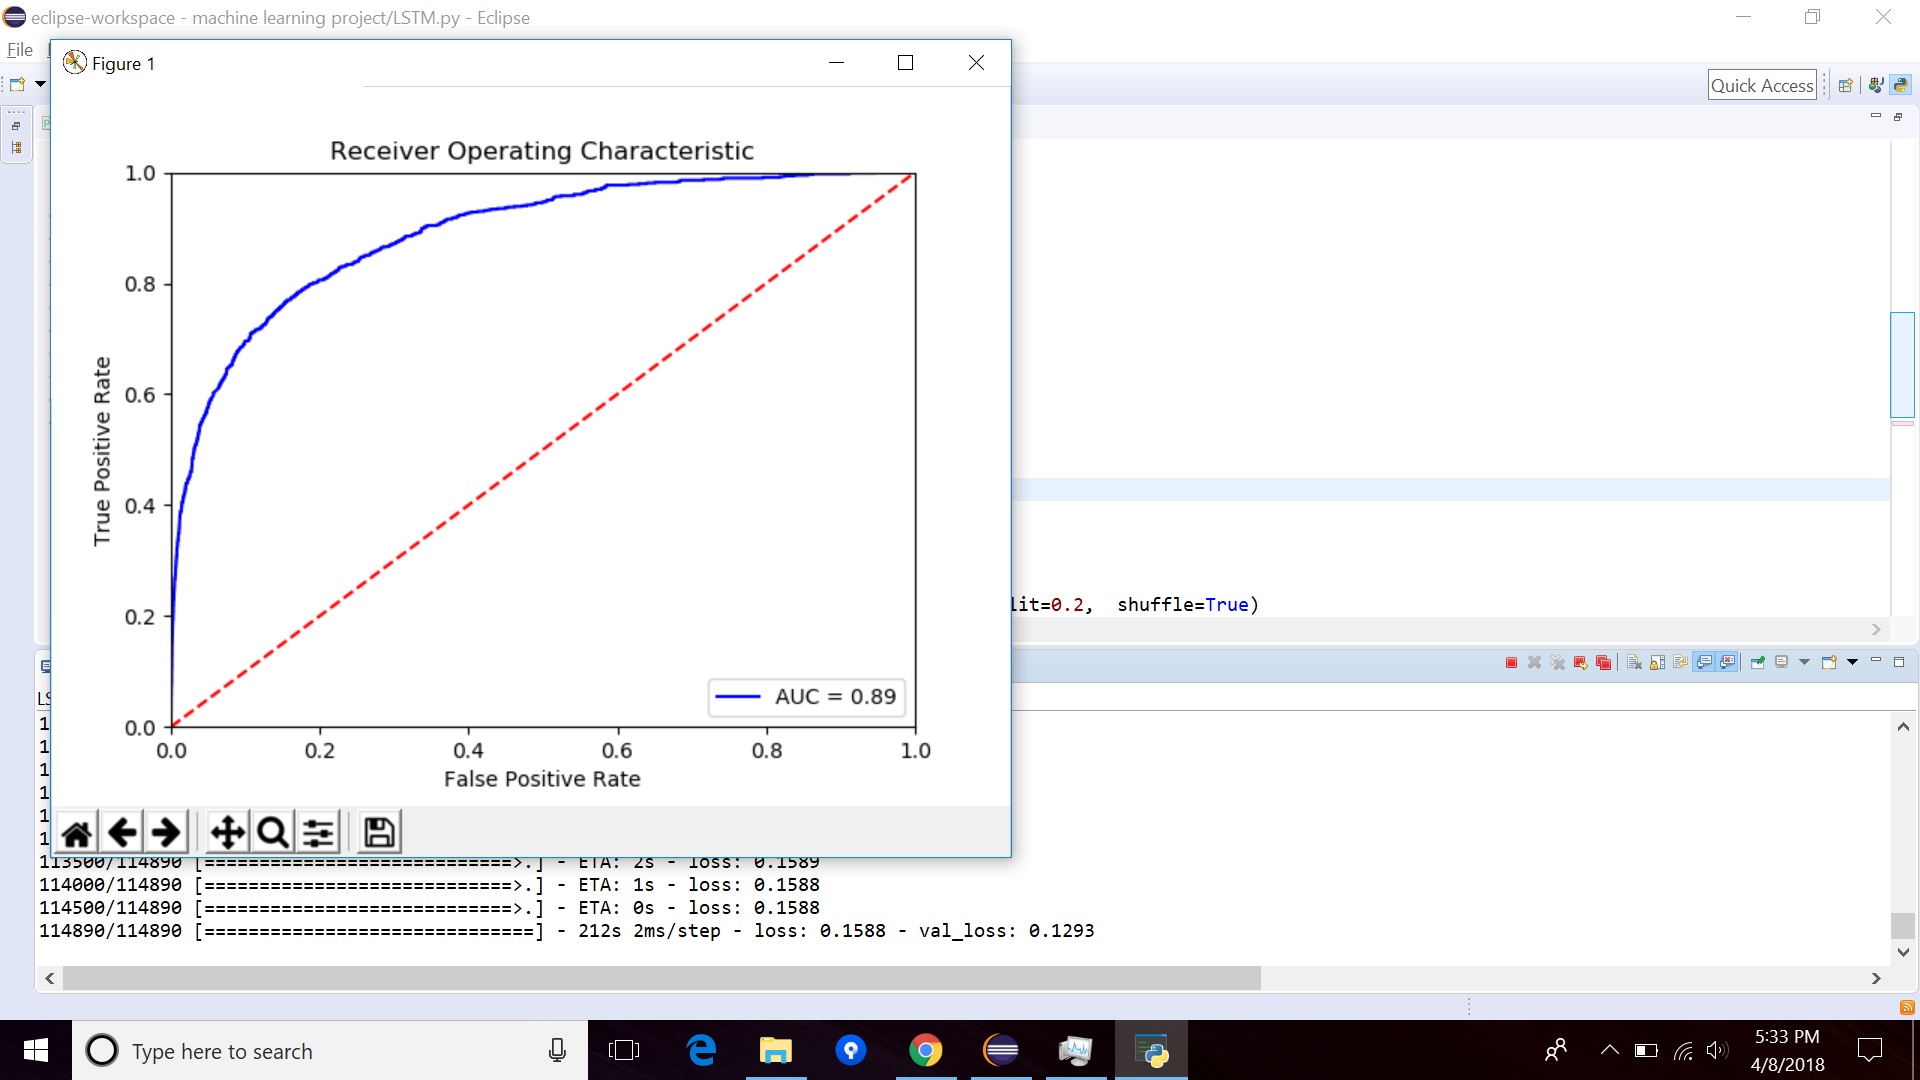 eclipse-workspace - machine learning project/LSTM.py - Eclipse
File
Figure 1
Quick Access
Receiver Operating Characteristic
1.0
0.8
0.6
0.4
0.2
0.0
True Positive Rate
0.0 0.2 0.4 0.6 0.8 1.0
False Positive Rate
AUC = 0.89
lit=0.2,  shuffle=True)
LS
1
1
1
1
1
1
113500/114890 [============================>.] - ETA: 2s - loss: 0.1589
114000/114890 [============================>.] - ETA: 1s - loss: 0.1588
114500/114890 [============================>.] - ETA: 0s - loss: 0.1588
114890/114890 [==============================] - 212s 2ms/step - loss: 0.1588 - val_loss: 0.1293
Type here to search
5:33 PM
4/8/2018